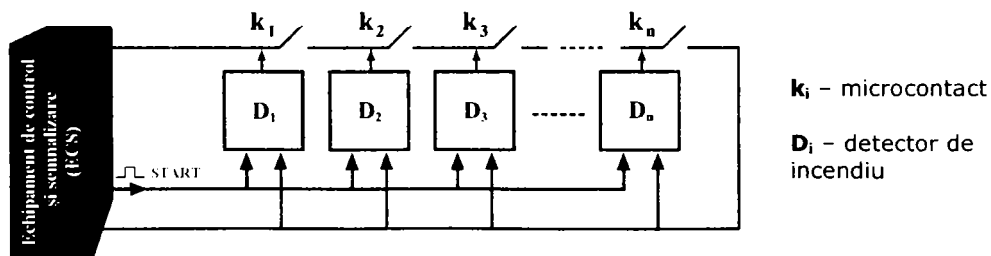 k1 k2 k3 kn
D1 D2 D3 Dn
START
Echipament de control
și semnalizare
(ECS)
ki – microcontact
Di – detector de
incendiu